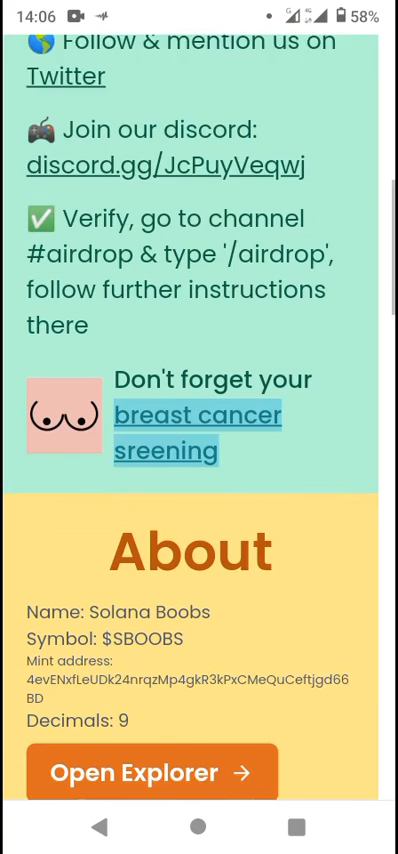 14:06 58%
Follow & mention us on
Twitter
Join our discord:
discord.gg/JcPuyVeqwj
Verify, go to channel
#airdrop & type '/airdrop',
follow further instructions
there
Don't forget your
breast cancer
sreening
About
Name: Solana Boobs
Symbol: $SBOOBS
Mint address:
4evENxfLeUDk24nrqzMp4gkR3kPxCMeQuCeftjgd66
BD
Decimals: 9
Open Explorer →